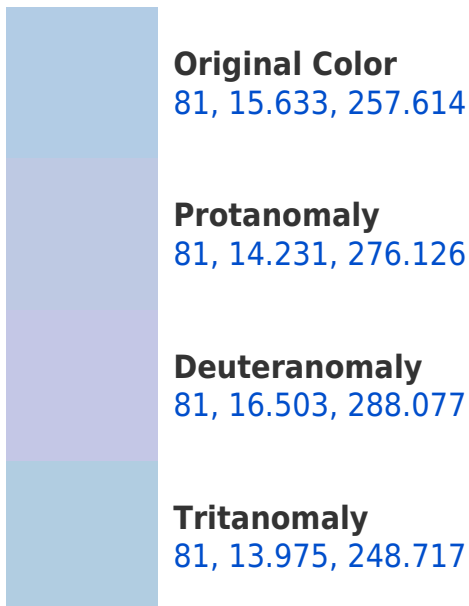 Original Color
81, 15.633, 257.614
Protanomaly
81, 14.231, 276.126
Deuteranomaly
81, 16.503, 288.077
Tritanomaly
81, 13.975, 248.717